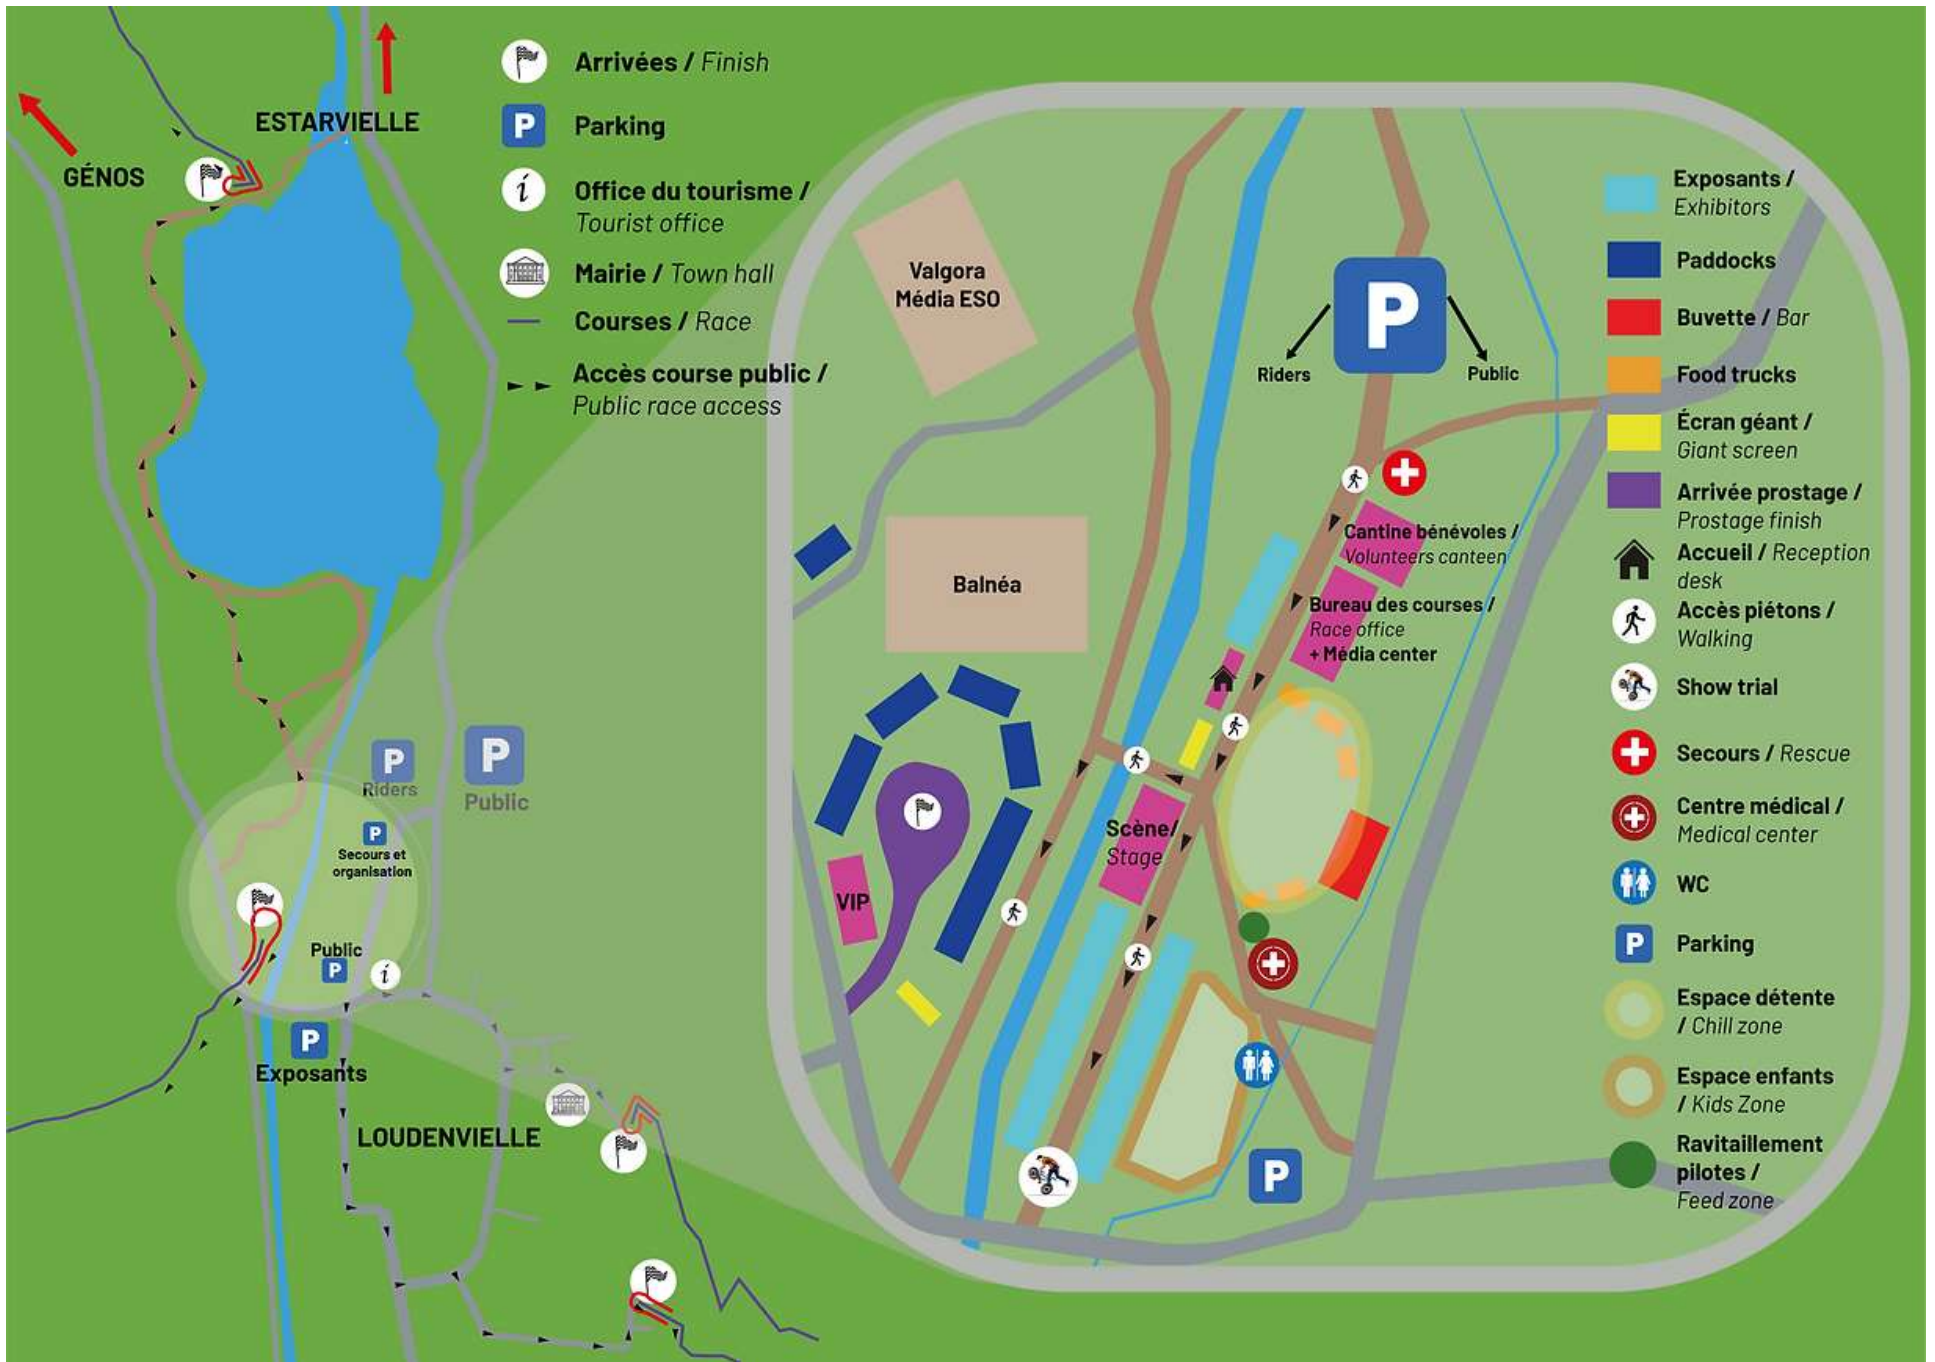 Arrivées / Finish
P
Parking
i
Office du tourisme /
Tourist office
Mairie / Town hall
Courses / Race
Accès course public /
Public race access
ESTARVIELLE
GÉNOS
P
Riders
P
Public
P
Secours et
organisation
Public
P
i
P
Exposants
LOUDENVIELLE
Valgora
Média ESO
P
Riders
Public
Balnéa
Cantine bénévoles /
Volunteers canteen
Bureau des courses /
Race office
+ Média center
Scène/
Stage
VIP
P
Exposants /
Exhibitors
Paddocks
Buvette / Bar
Food trucks
Écran géant /
Giant screen
Arrivée prostage /
Prostage finish
Accueil / Reception
desk
Accès piétons /
Walking
Show trial
Secours / Rescue
Centre médical /
Medical center
WC
P
Parking
Espace détente
/ Chill zone
Espace enfants
/ Kids Zone
Ravitaillement
pilotes /
Feed zone